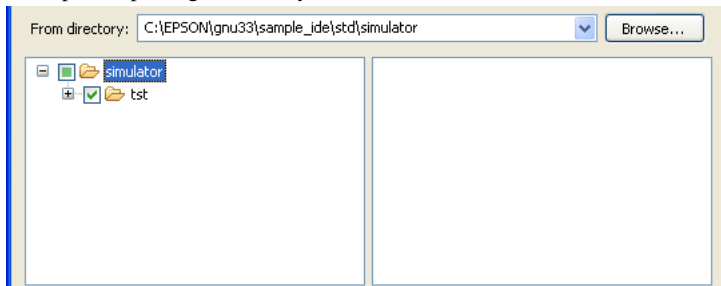 From directory: C:\EPSON\gnu33\sample_ide\std\simulator Browse...
simulator
tst